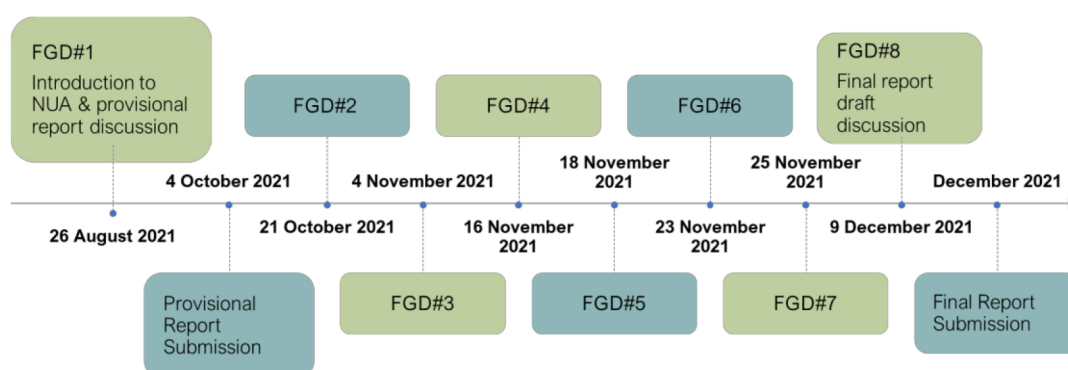 FGD#1
Introduction to
NUA & provisional
report discussion
FGD#2
FGD#4
FGD#6
FGD#8
Final report
draft
discussion
4 October 2021
4 November 2021
18 November
2021
25 November
2021
December 2021
26 August 2021
21 October 2021
16 November
2021
23 November
2021
9 December 2021
Provisional
Report
Submission
FGD#3
FGD#5
FGD#7
Final Report
Submission